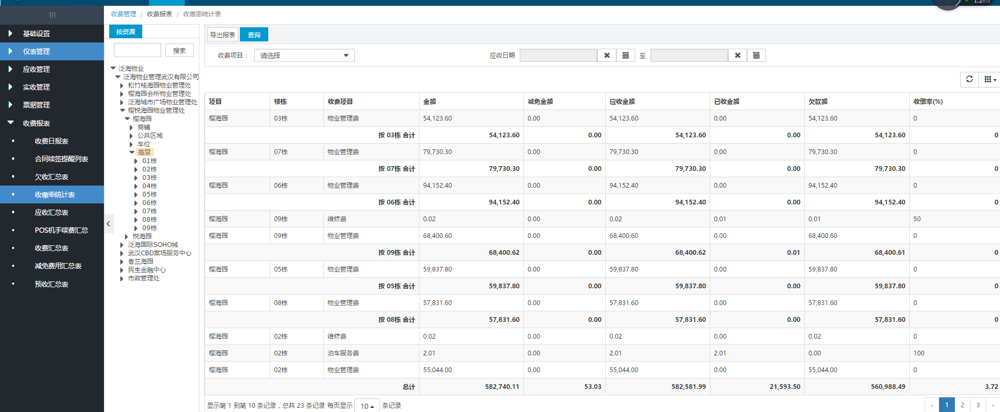 1.2K/s
收费管理 / 收费报表 / 收缴率统计表
基础设置
仪表管理
应收管理
实收管理
票据管理
收费报表
收费日报表
合同续签提醒列表
欠收汇总表
收缴率统计表
应收汇总表
POS机手续费汇总
收费汇总表
减免费用汇总表
预收汇总表
按资源
搜索
泛海物业
泛海物业管理武汉有限公司
松竹桂海园物业管理处
樱海园会所物业管理处
泛海城市广场物业管理处
樱悦海园物业管理处
樱海园
商铺
公共区域
车位
高层
01栋
02栋
03栋
04栋
05栋
06栋
07栋
08栋
09栋
悦海园
泛海国际SOHO城
武汉CBD案场服务中心
香兰海园
民生金融中心
市政管理处
导出报表 查询
收费项目： 请选择 应收日期 至
项目 楼栋 收费项目 金额 减免金额 应收金额 已收金额 欠款额 收缴率(%)
樱海园 03栋 物业管理费 54,123.60 0.00 54,123.60 0.00 54,123.60 0
按 03栋 合计 54,123.60 0.00 54,123.60 0.00 54,123.60 0
樱海园 07栋 物业管理费 79,730.30 0.00 79,730.30 0.00 79,730.30 0
按 07栋 合计 79,730.30 0.00 79,730.30 0.00 79,730.30 0
樱海园 06栋 物业管理费 94,152.40 0.00 94,152.40 0.00 94,152.40 0
按 06栋 合计 94,152.40 0.00 94,152.40 0.00 94,152.40 0
樱海园 09栋 维修费 0.02 0.00 0.02 0.01 0.01 50
樱海园 09栋 物业管理费 68,400.60 0.00 68,400.60 0.00 68,400.60 0
按 09栋 合计 68,400.62 0.00 68,400.62 0.01 68,400.61 0
樱海园 05栋 物业管理费 59,837.80 0.00 59,837.80 0.00 59,837.80 0
按 05栋 合计 59,837.80 0.00 59,837.80 0.00 59,837.80 0
樱海园 08栋 物业管理费 57,831.60 0.00 57,831.60 0.00 57,831.60 0
按 08栋 合计 57,831.60 0.00 57,831.60 0.00 57,831.60 0
樱海园 02栋 维修费 0.02 0.00 0.02 0.00 0.02 0
樱海园 02栋 泊车服务费 2.01 0.00 2.01 2.01 0.00 100
樱海园 02栋 物业管理费 55,044.00 0.00 55,044.00 0.00 55,044.00 0
总计 582,740.11 53.03 582,581.99 21,593.50 560,988.49 3.72
显示第 1 到第 10 条记录，总共 23 条记录 每页显示 10 条记录
‹ 1 2 3 ›